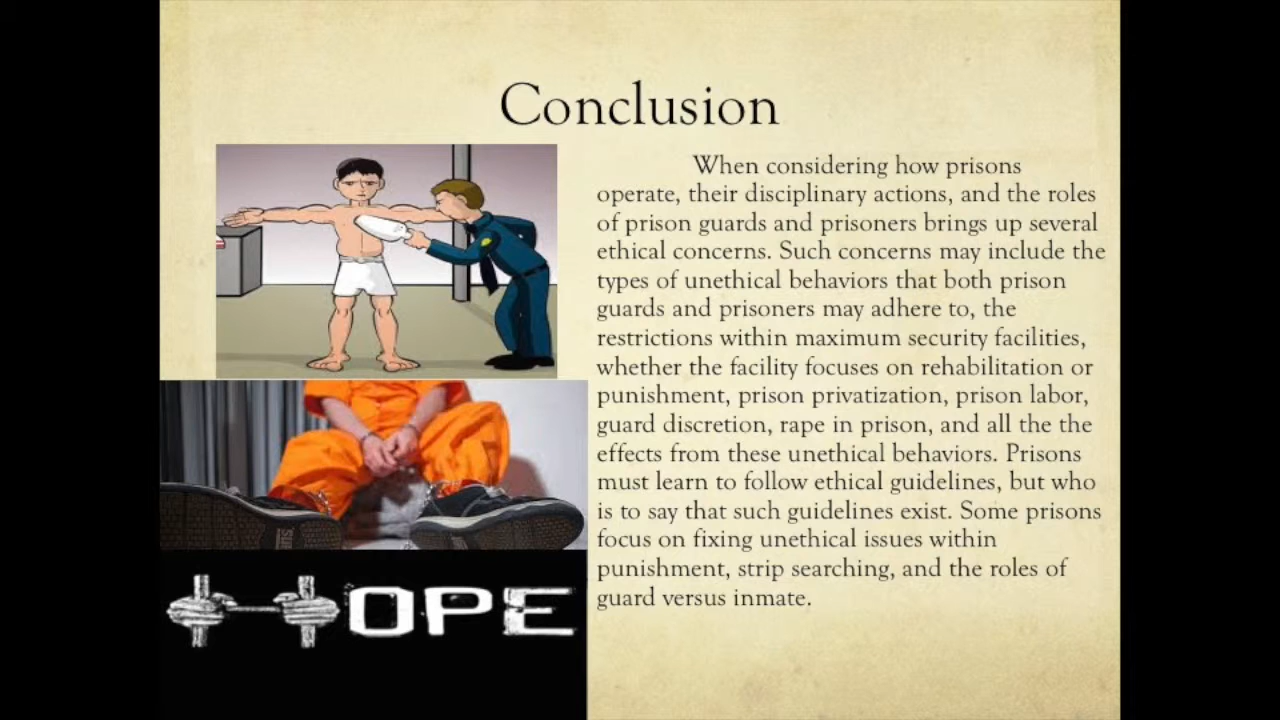 Conclusion
When considering how prisons
operate, their disciplinary actions, and the roles
of prison guards and prisoners brings up several
ethical concerns. Such concerns may include the
types of unethical behaviors that both prison
guards and prisoners may adhere to, the
restrictions within maximum security facilities,
whether the facility focuses on rehabilitation or
punishment, prison privatization, prison labor,
guard discretion, rape in prison, and all the the
effects from these unethical behaviors. Prisons
must learn to follow ethical guidelines, but who
is to say that such guidelines exist. Some prisons
focus on fixing unethical issues within
punishment, strip searching, and the roles of
guard versus inmate.
HOPE